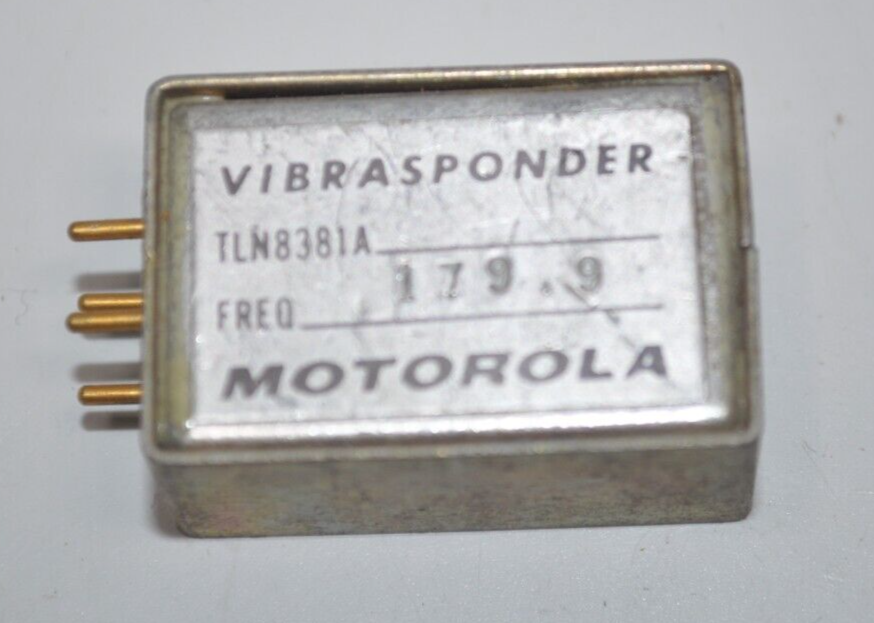 VIBRASPONDER
TLN8381A
179.9
FREQ
MOTOROLA